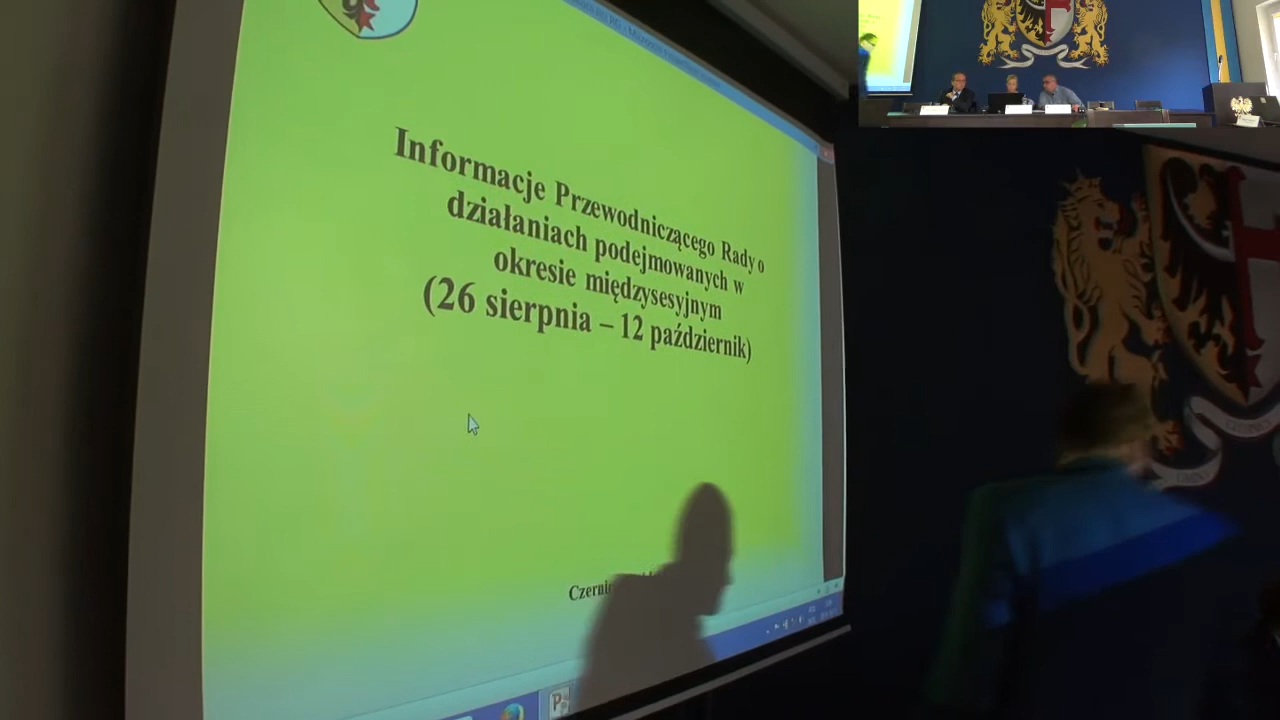 Informacje Przewodniczącego Rady o
działaniach podejmowanych w
okresie międzysesyjnym
(26 sierpnia – 12 październik)